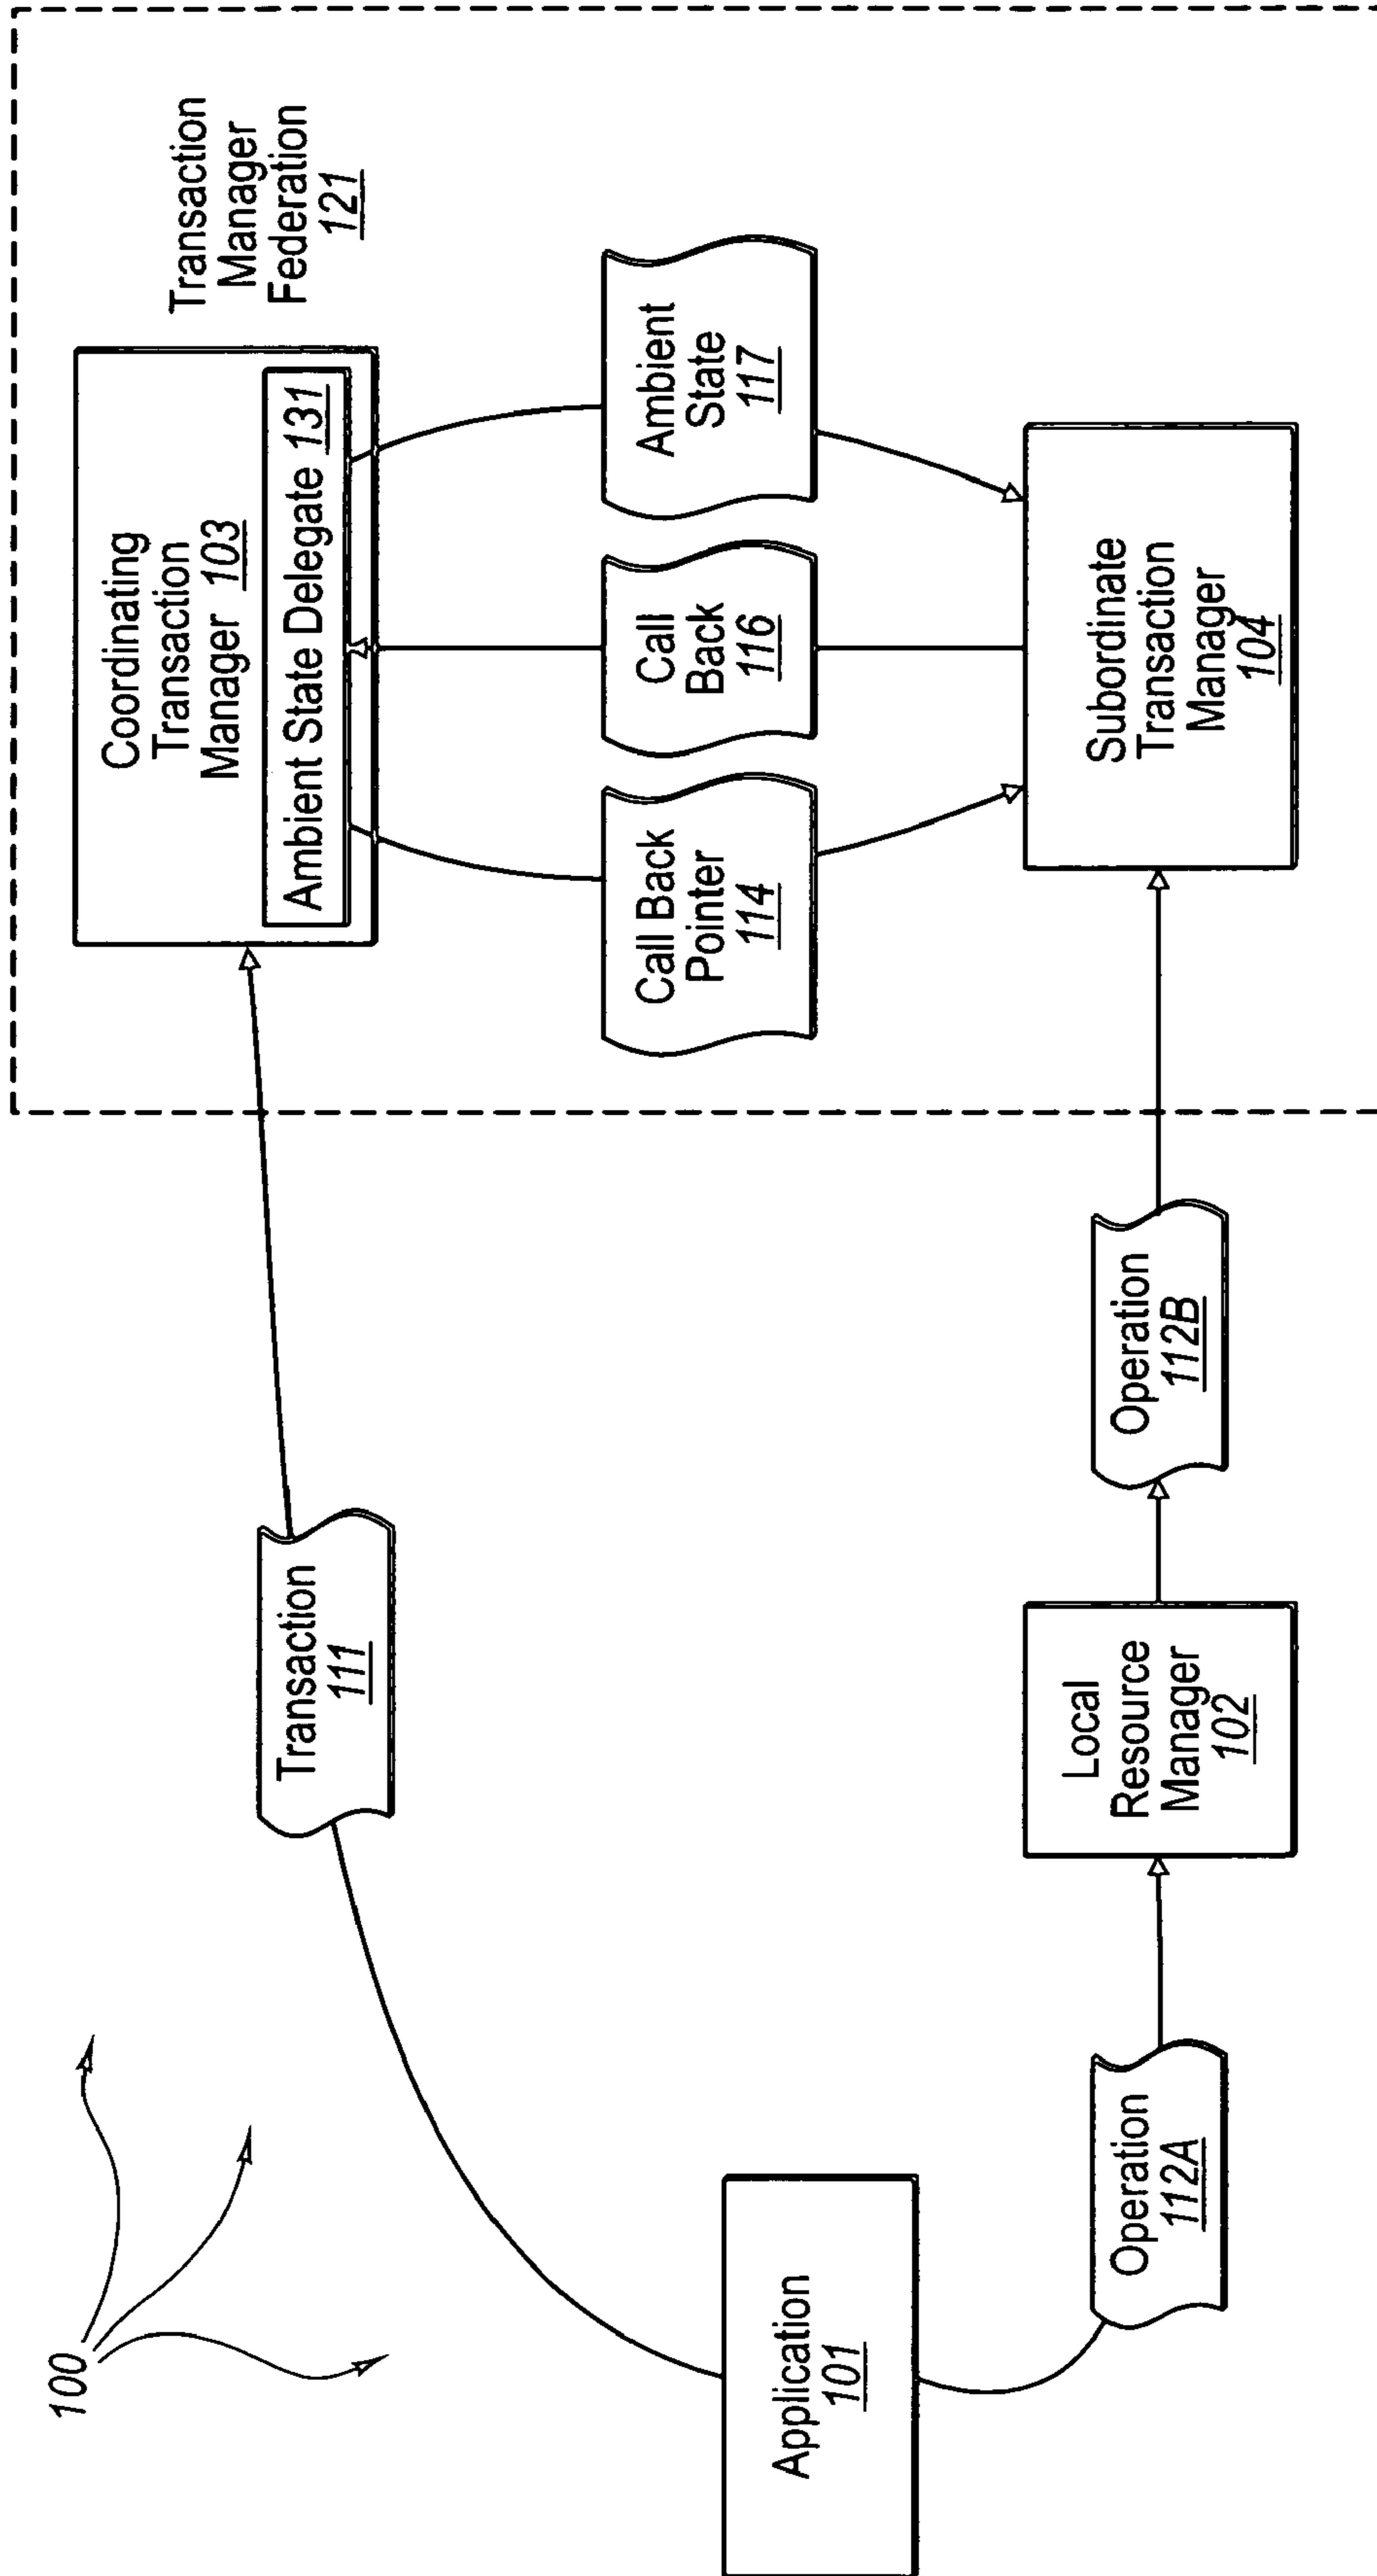 100
Application
101
Transaction
111
Operation
112A
Local
Resource
Manager
102
Operation
112B
Transaction
Manager
Federation
121
Coordinating
Transaction
Manager 103
Ambient State Delegate 131
Call Back
Pointer
114
Call
Back
116
Ambient
State
117
Subordinate
Transaction
Manager
104